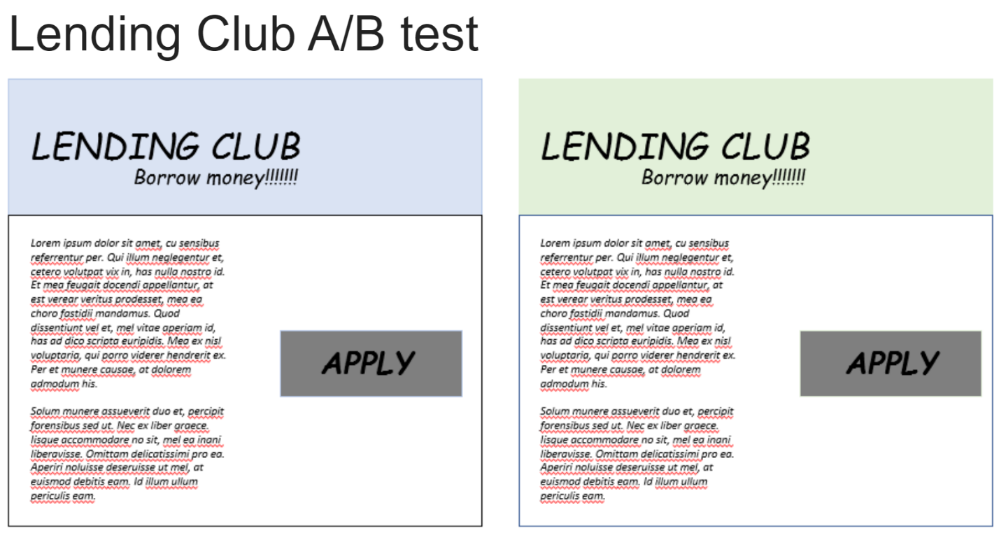 Lending Club A/B test
LENDING CLUB
Borrow money!!!!!!!
Lorem ipsum dolor sit amet, cu sensibus
referrentur per. Qui illum neglegentur et,
cetero volutpat vix in, has nulla nostro id.
Et mea feugait docendi appellantur, at
est verear veritus prodesset, mea ea
choro fastidii mandamus. Quod
dissentiunt vel et, mel vitae aperiam id,
has ad dico scripta euripidis. Mea ex nisl
voluptaria, qui porro viderer hendrerit ex.
Per et munere causae, at dolorem
admodum his.
Solum munere assueverit duo et, percipit
forensibus sed ut. Nec ex liber graece.
Iisque accommodare no sit, mel ea inani
liberavisse. Omittam delicatissimi pro ea.
Aperiri noluisse deseruisse ut mel, at
euismod debitis eam. Id illum ullum
periculis eam.
APPLY
LENDING CLUB
Borrow money!!!!!!!
Lorem ipsum dolor sit amet, cu sensibus
referrentur per. Qui illum neglegentur et,
cetero volutpat vix in, has nulla nostro id.
Et mea feugait docendi appellantur, at
est verear veritus prodesset, mea ea
choro fastidii mandamus. Quod
dissentiunt vel et, mel vitae aperiam id,
has ad dico scripta euripidis. Mea ex nisl
voluptaria, qui porro viderer hendrerit ex.
Per et munere causae, at dolorem
admodum his.
Solum munere assueverit duo et, percipit
forensibus sed ut. Nec ex liber graece.
Iisque accommodare no sit, mel ea inani
liberavisse. Omittam delicatissimi pro ea.
Aperiri noluisse deseruisse ut mel, at
euismod debitis eam. Id illum ullum
periculis eam.
APPLY